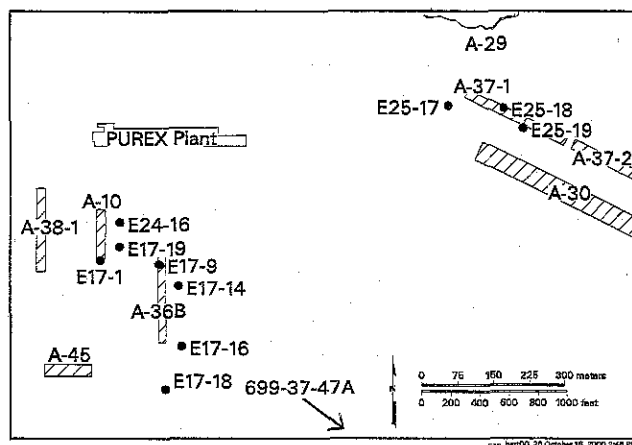 A-29
A-37-1
E25-17
E25-18
E25-19
PUREX Plant
A-37-2
A-30
A-10
A-38-1
E24-16
E17-19
E17-1
E17-9
E17-14
A-36B
E17-16
A-45
E17-18
699-37-47A
0 75 150 225 300 meters
0 200 400 600 800 1000 feet